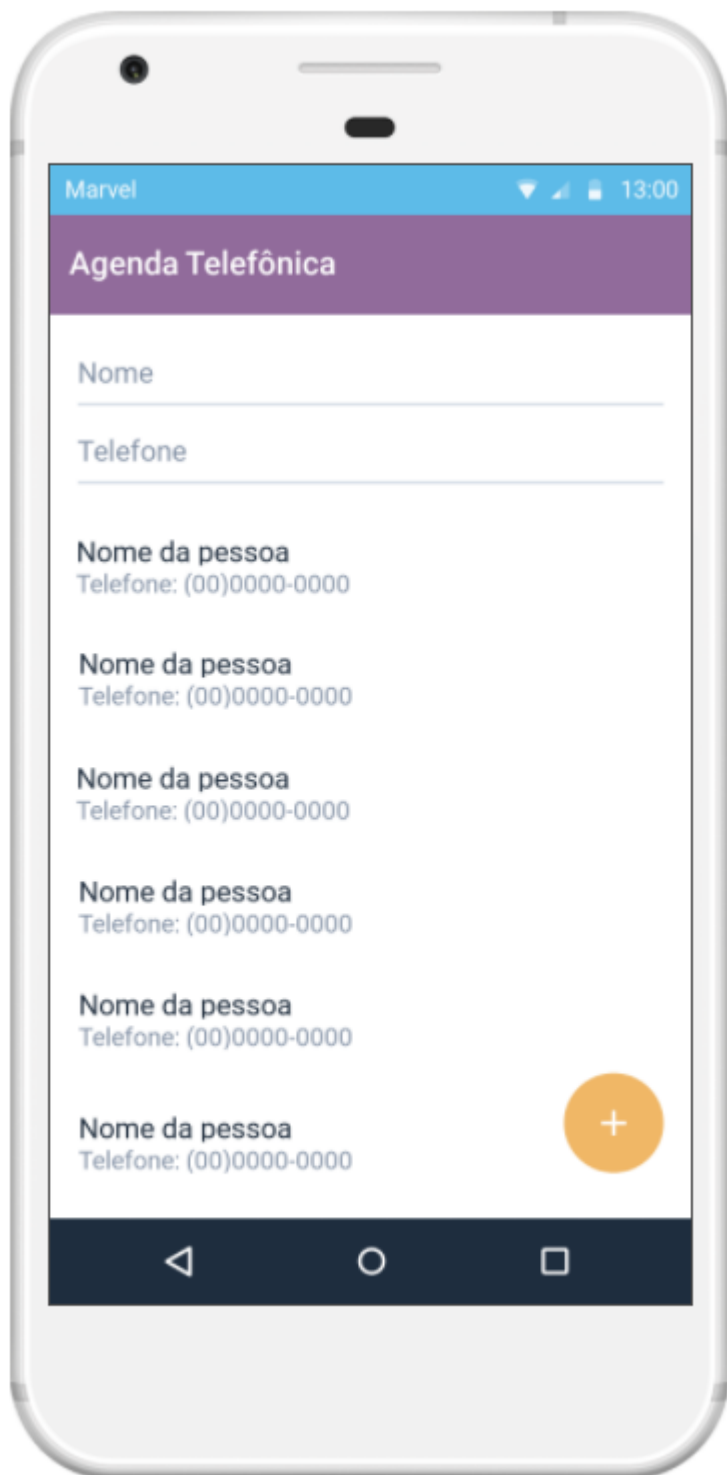 Marvel 13:00
Agenda Telefônica
Nome
Telefone
Nome da pessoa
Telefone: (00)0000-0000
Nome da pessoa
Telefone: (00)0000-0000
Nome da pessoa
Telefone: (00)0000-0000
Nome da pessoa
Telefone: (00)0000-0000
Nome da pessoa
Telefone: (00)0000-0000
Nome da pessoa
Telefone: (00)0000-0000
+